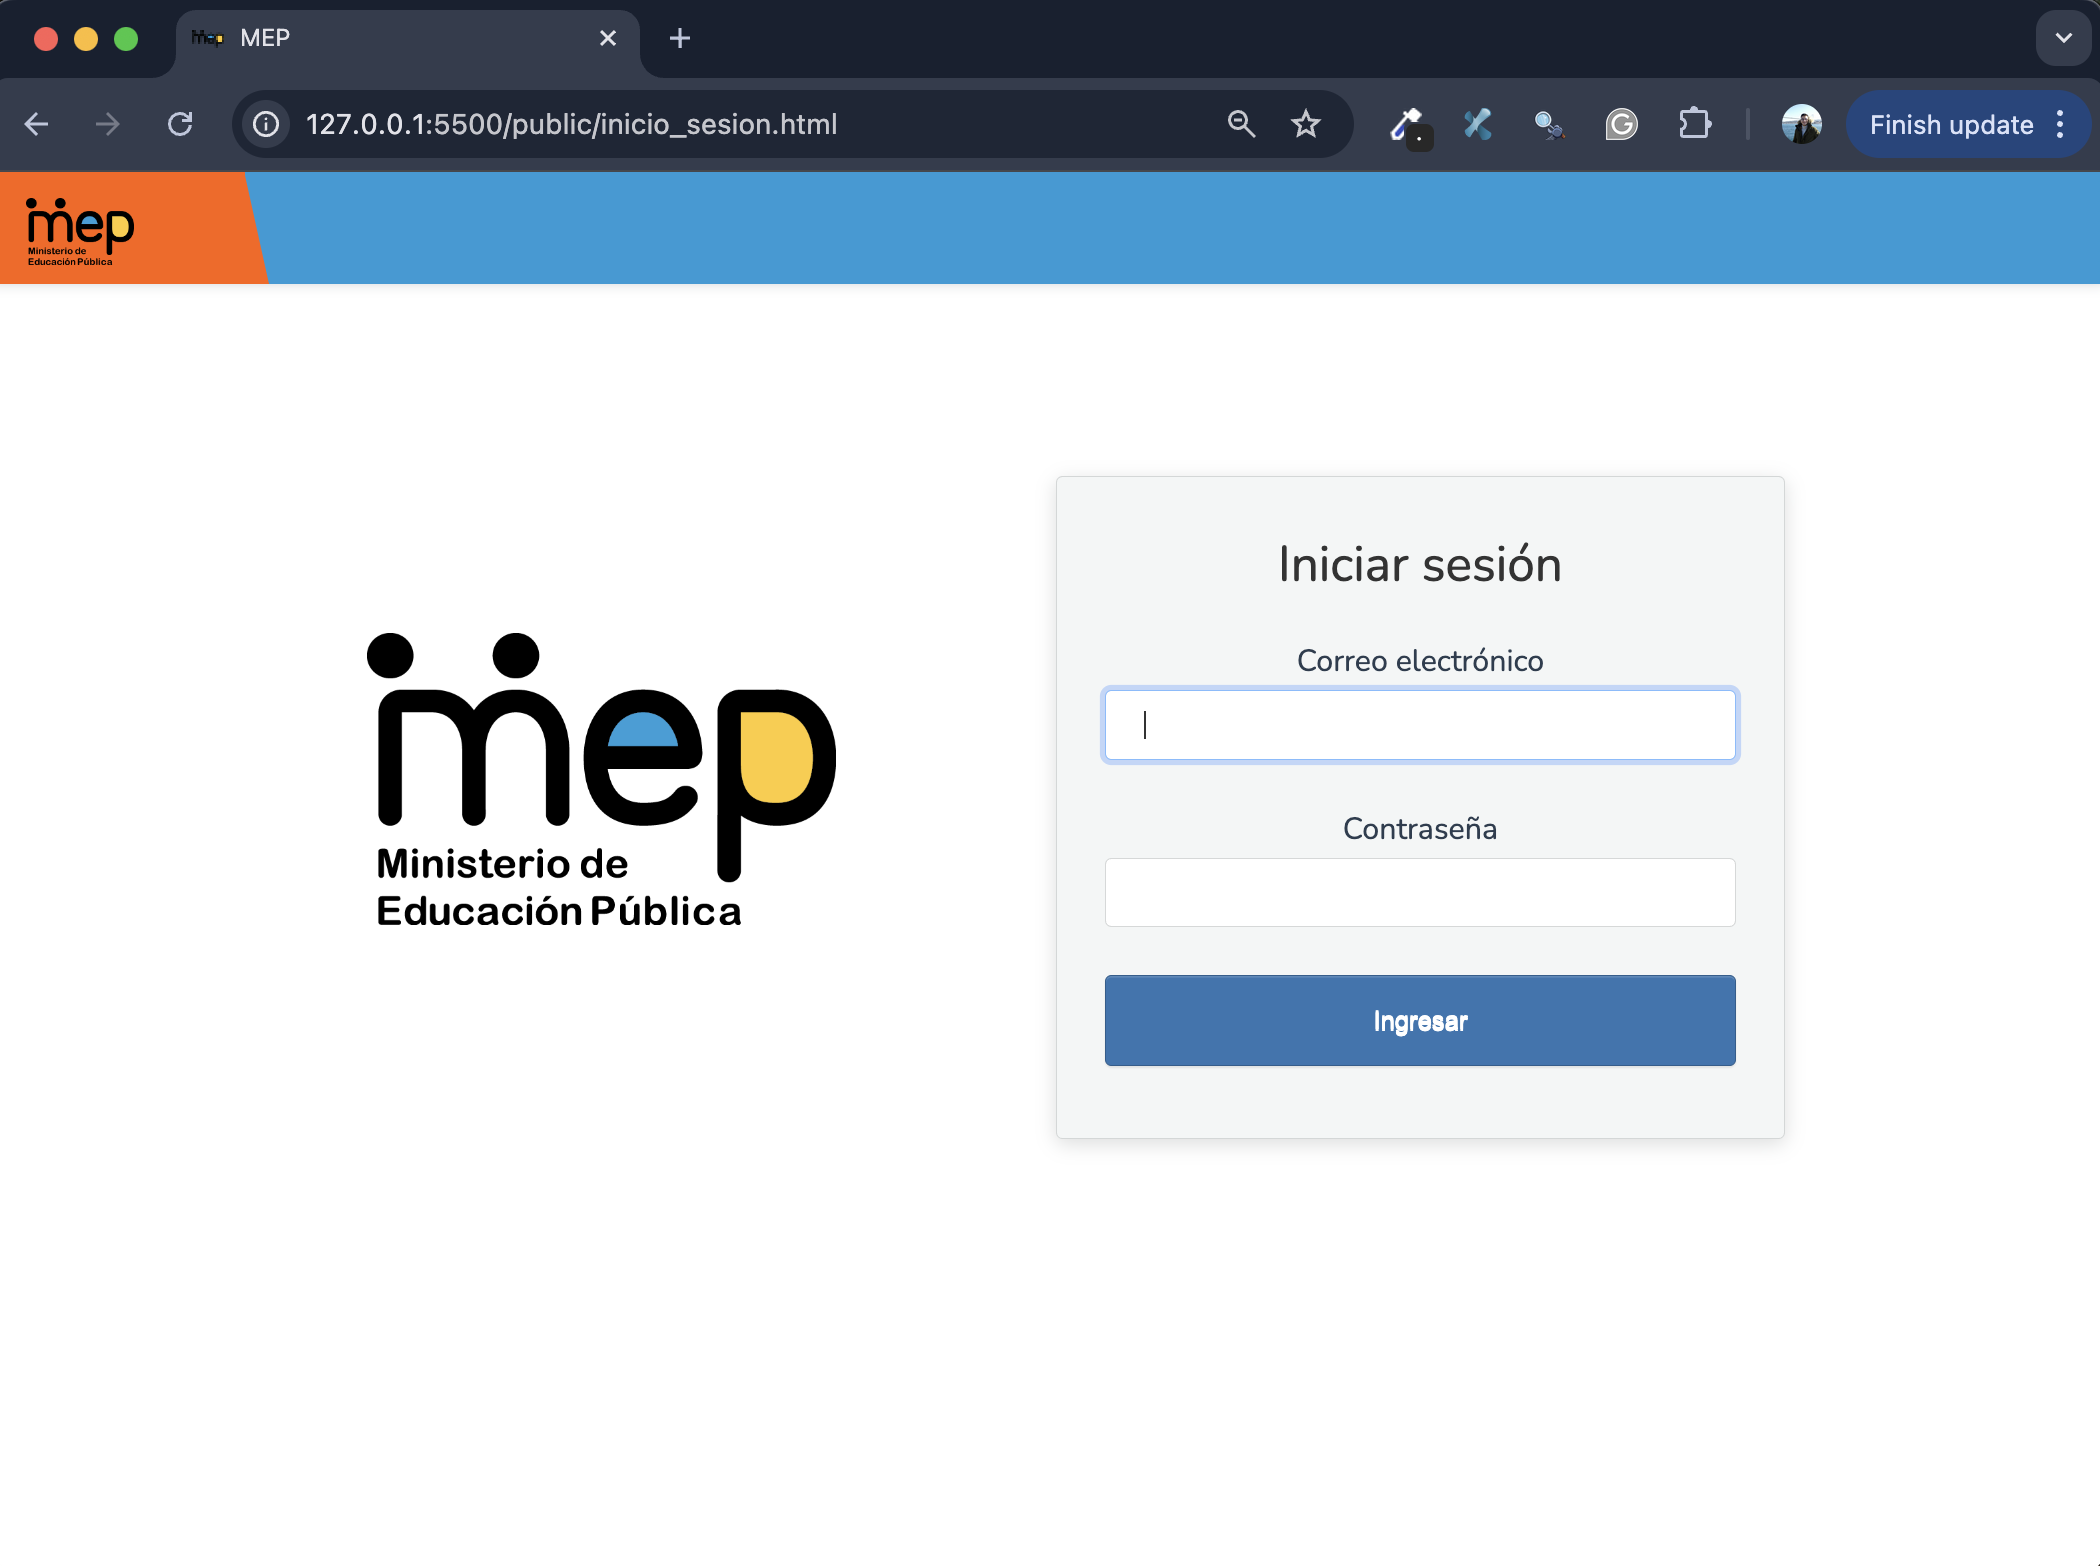 MEP
127.0.0.1:5500/public/inicio_sesion.html
Finish update
mep
Ministerio de
Educación Pública
Iniciar sesión
Correo electrónico
mep
Ministerio de
Educación Pública
Contraseña
Ingresar